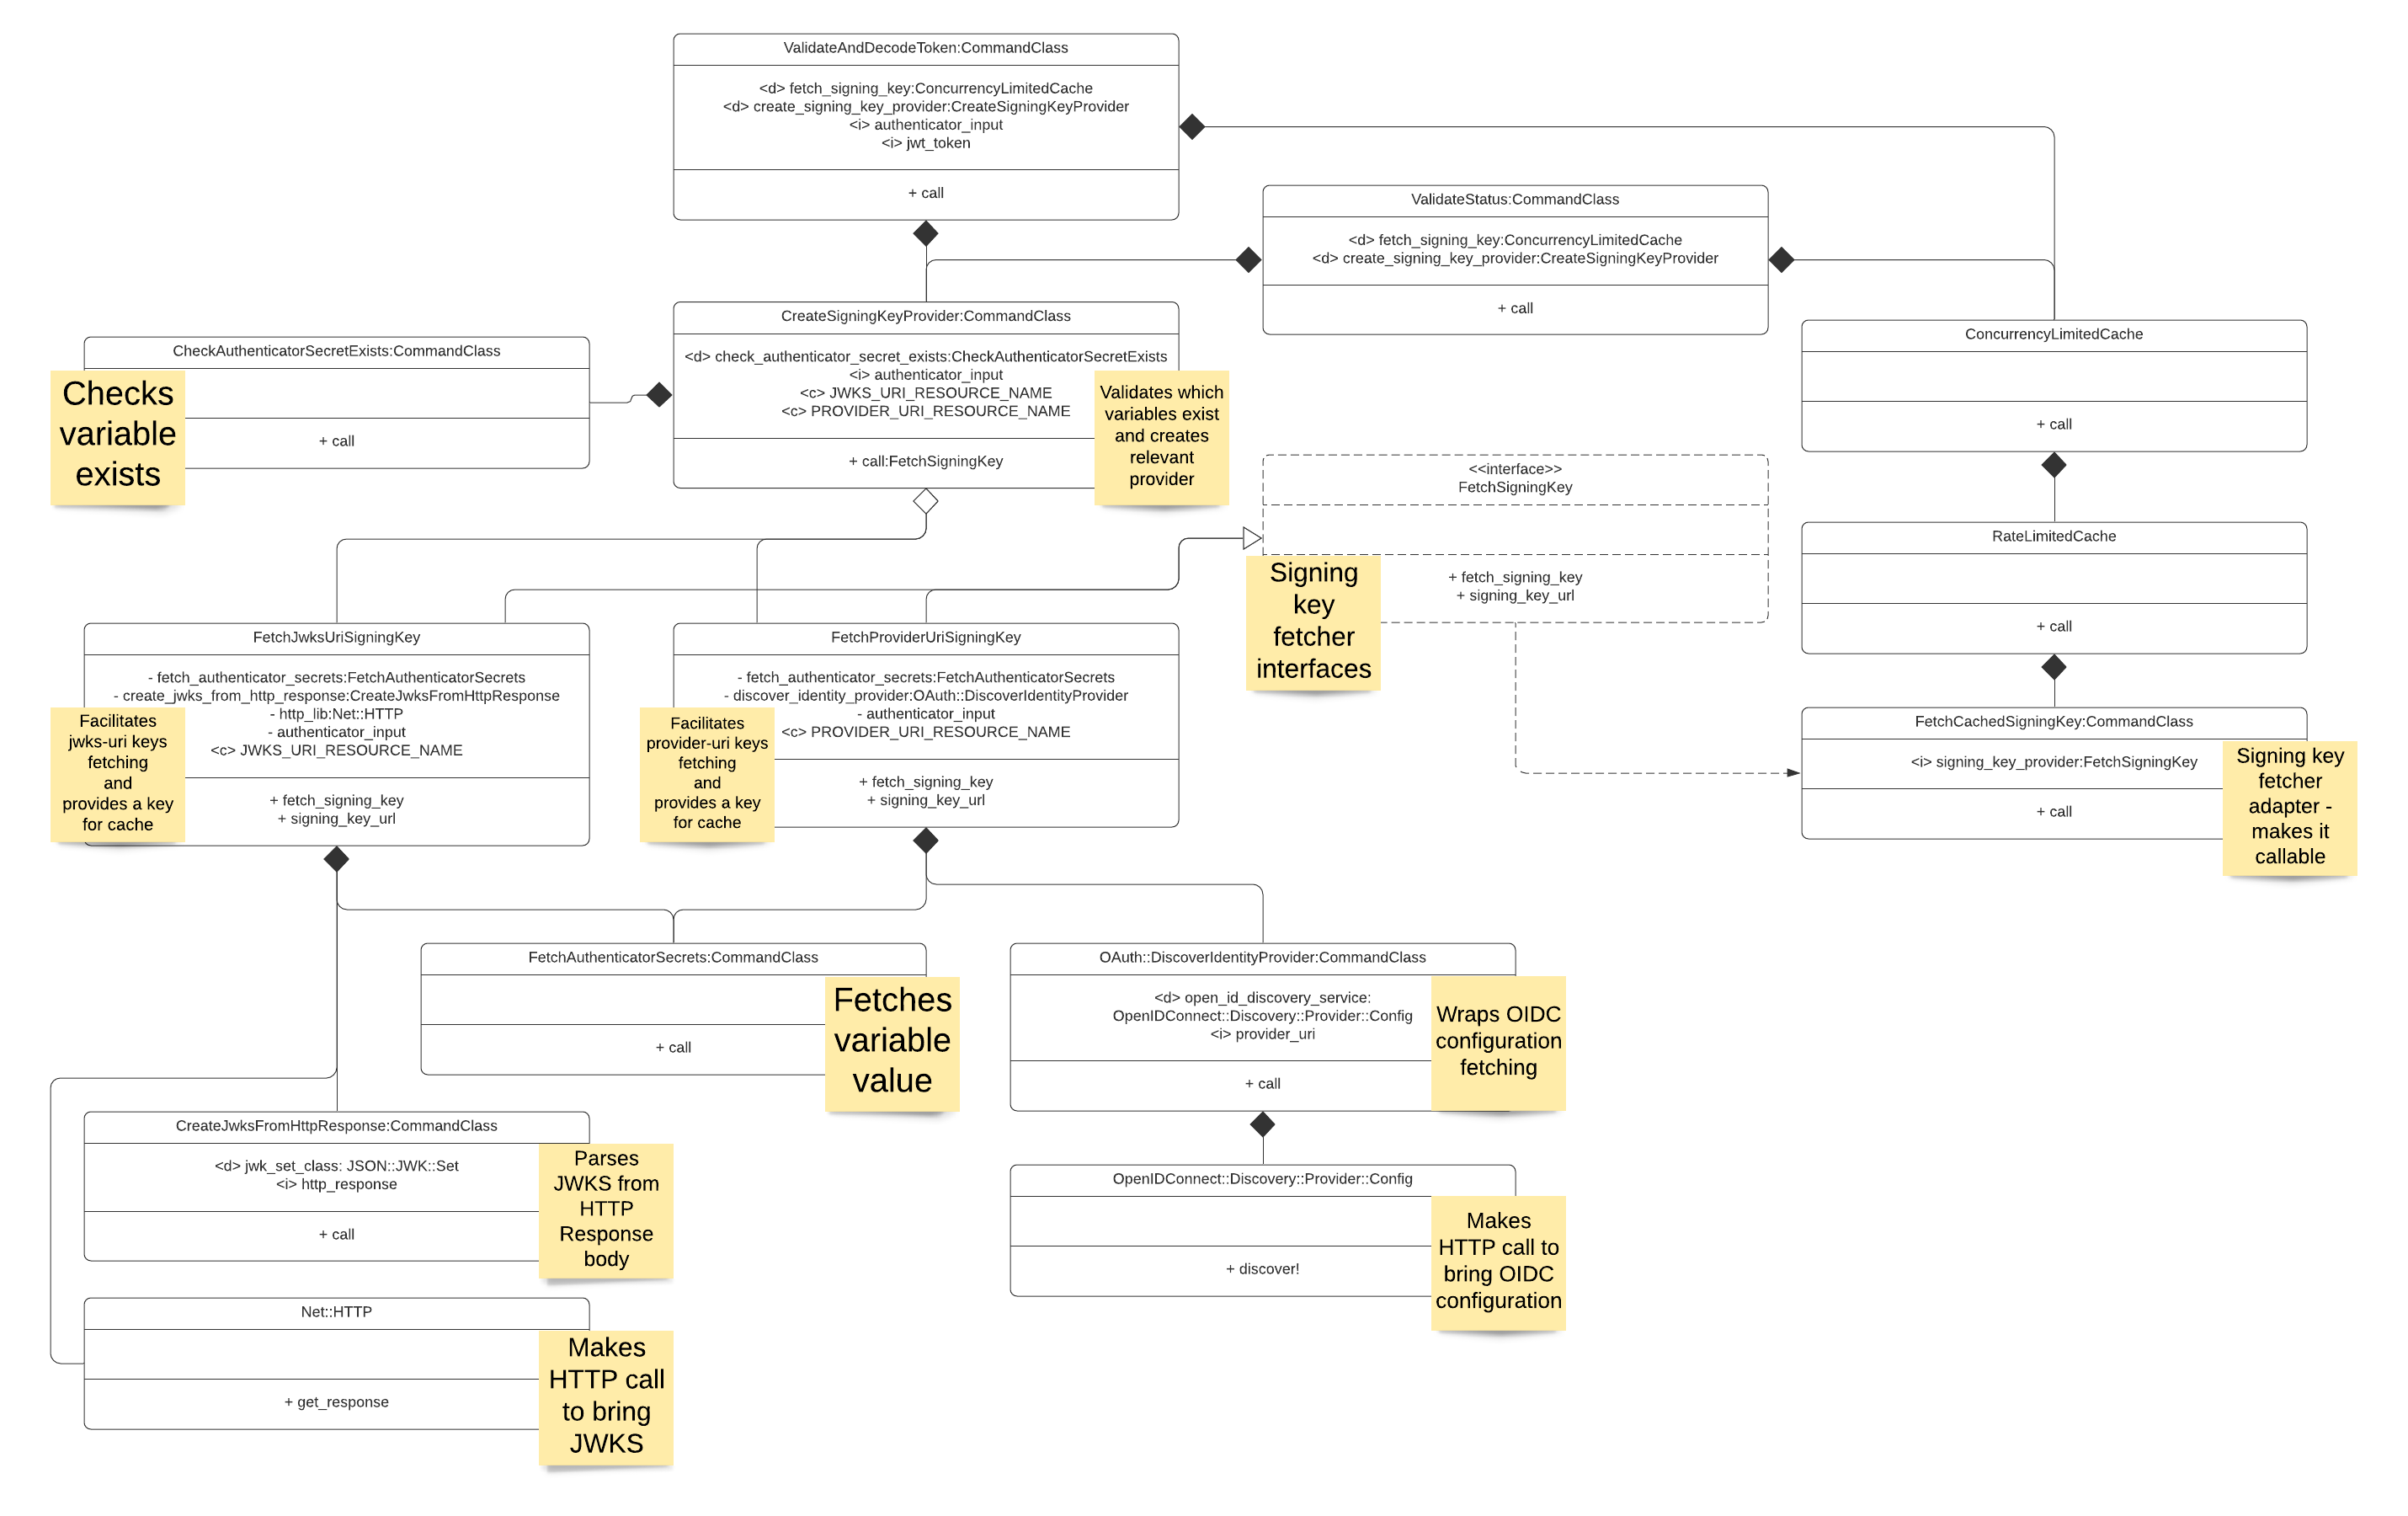 ValidateAndDecodeToken:CommandClass
<d> fetch_signing_key:ConcurrencyLimitedCache
<d> create_signing_key_provider:CreateSigningKeyProvider
<i> authenticator_input
<i> jwt_token
+ call
ValidateStatus:CommandClass
<d> fetch_signing_key:ConcurrencyLimitedCache
<d> create_signing_key_provider:CreateSigningKeyProvider
+ call
CheckAuthenticatorSecretExists:CommandClass
+ call
Checks
variable
exists
CreateSigningKeyProvider:CommandClass
<d> check_authenticator_secret_exists:CheckAuthenticatorSecretExists
<i> authenticator_input
<c> JWKS_URI_RESOURCE_NAME
<c> PROVIDER_URI_RESOURCE_NAME
+ call:FetchSigningKey
Validates which
variables exist
and creates
relevant
provider
ConcurrencyLimitedCache
+ call
<<interface>>
FetchSigningKey
+ fetch_signing_key
+ signing_key_url
Signing
key
fetcher
interfaces
RateLimitedCache
+ call
FetchJwksUriSigningKey
- fetch_authenticator_secrets:FetchAuthenticatorSecrets
- create_jwks_from_http_response:CreateJwksFromHttpResponse
- http_lib:Net::HTTP
- authenticator_input
<c> JWKS_URI_RESOURCE_NAME
+ fetch_signing_key
+ signing_key_url
Facilitates
jwks-uri keys
fetching
and
provides a key
for cache
FetchProviderUriSigningKey
- fetch_authenticator_secrets:FetchAuthenticatorSecrets
- discover_identity_provider:OAuth::DiscoverIdentityProvider
- authenticator_input
<c> PROVIDER_URI_RESOURCE_NAME
+ fetch_signing_key
+ signing_key_url
Facilitates
provider-uri keys
fetching
and
provides a key
for cache
FetchCachedSigningKey:CommandClass
<i> signing_key_provider:FetchSigningKey
+ call
Signing key
fetcher
adapter -
makes it
callable
FetchAuthenticatorSecrets:CommandClass
+ call
Fetches
variable
value
OAuth::DiscoverIdentityProvider:CommandClass
<d> open_id_discovery_service:
OpenIDConnect::Discovery::Provider::Config
<i> provider_uri
+ call
Wraps OIDC
configuration
fetching
CreateJwksFromHttpResponse:CommandClass
<d> jwk_set_class: JSON::JWK::Set
<i> http_response
+ call
Parses
JWKS from
HTTP
Response
body
OpenIDConnect::Discovery::Provider::Config
+ discover!
Makes
HTTP call to
bring OIDC
configuration
Net::HTTP
+ get_response
Makes
HTTP call
to bring
JWKS